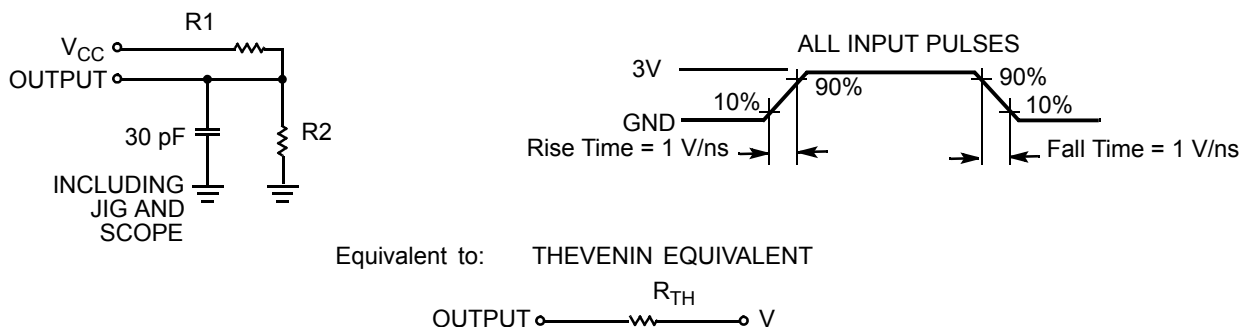 R1
VCC
OUTPUT
30 pF
R2
INCLUDING
JIG AND
SCOPE
ALL INPUT PULSES
3V
90%
90%
10%
10%
GND
Rise Time = 1 V/ns
Fall Time = 1 V/ns
Equivalent to: THEVENIN EQUIVALENT
RTH
OUTPUT
V